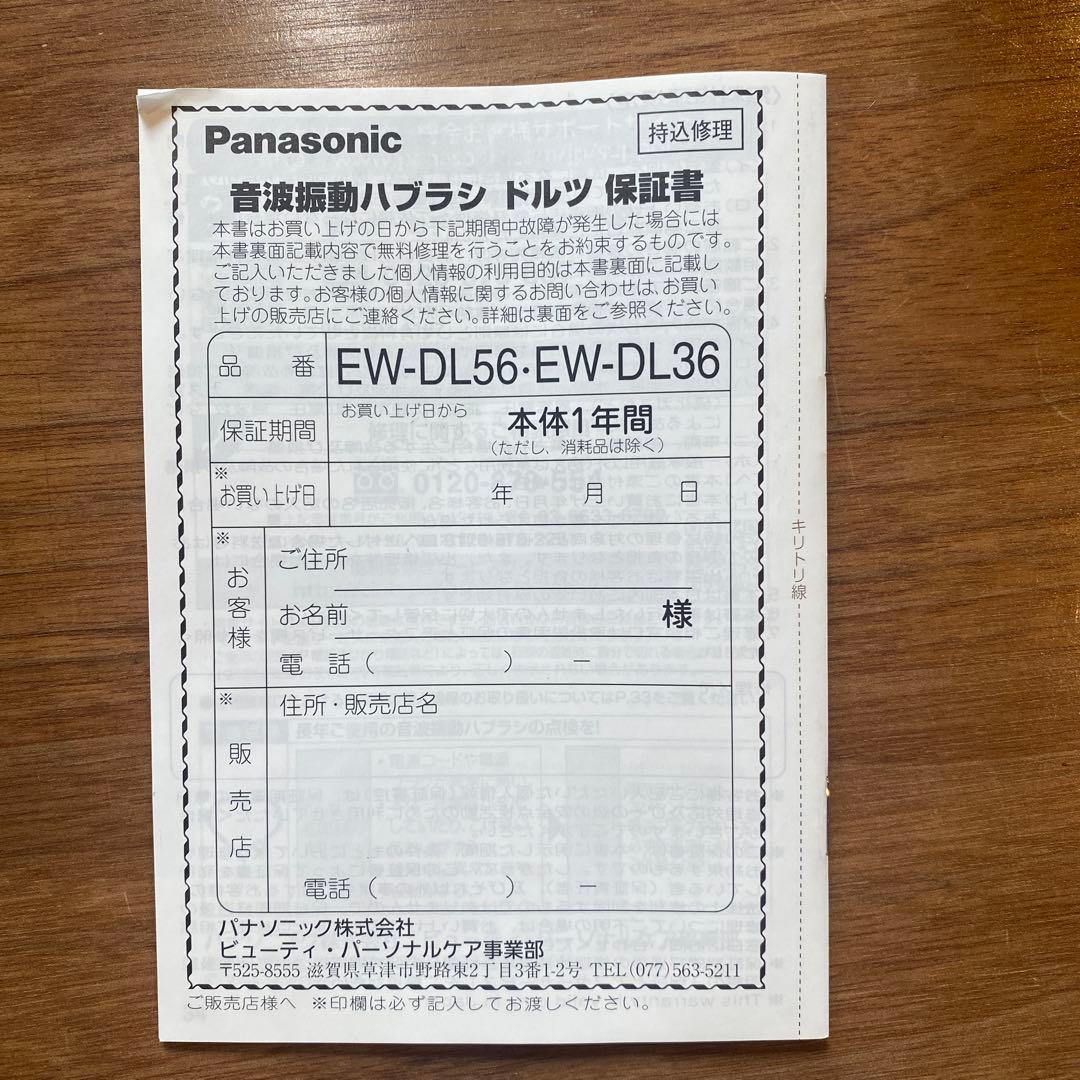 Panasonic
持込修理
音波振動ハブラシ ドルツ 保証書
本書はお買い上げの日から下記期間中故障が発生した場合には
本書裏面記載内容で無料修理を行うことをお約束するものです。
ご記入いただきました個人情報の利用目的は本書裏面に記載し
ております。お客様の個人情報に関するお問い合わせは、お買い
上げの販売店にご連絡ください。詳細は裏面をご参照ください。
品 番 EW-DL56・EW-DL36
保証期間 お買い上げ日から 本体1年間
(ただし、消耗品は除く)
※
お買い上げ日 年 月 日
※
お客様
ご住所
お名前 様
電 話 ( ) －
※
販売店
住所・販売店名
電話 ( ) －
パナソニック株式会社
ビューティ・パーソナルケア事業部
〒525-8555 滋賀県草津市野路東2丁目3番1-2号 TEL (077) 563-5211
ご販売店様へ ※印欄は必ず記入してお渡しください。
キリトリ線